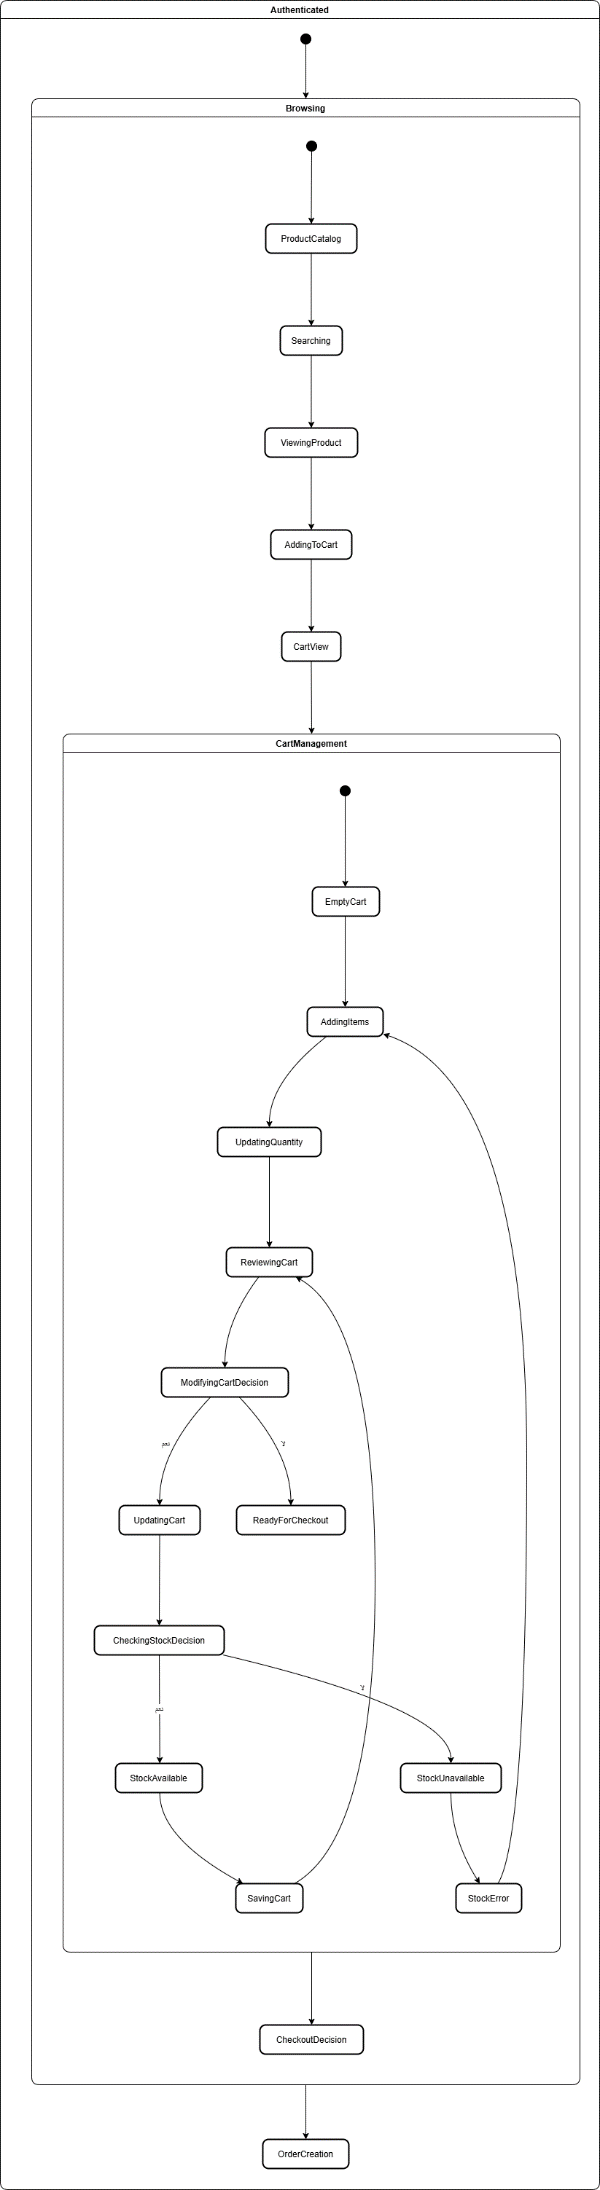 Authenticated
Browsing
ProductCatalog
Searching
ViewingProduct
AddingToCart
CartView
CartManagement
EmptyCart
AddingItems
UpdatingQuantity
ReviewingCart
ModifyingCartDecision
نعم
لا
UpdatingCart
ReadyForCheckout
CheckingStockDecision
لا
نعم
StockAvailable
StockUnavailable
SavingCart
StockError
CheckoutDecision
OrderCreation